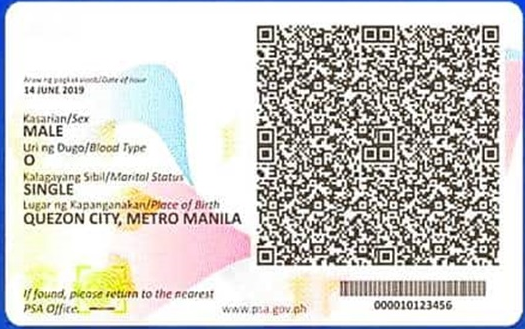 Araw ng pagkakaloob/Date of issue
14 JUNE 2019
Kasarian/Sex
MALE
Uri ng Dugo/Blood Type
O
Kalagayang Sibil/Marital Status
SINGLE
Lugar ng Kapanganakan/Place of Birth
QUEZON CITY, METRO MANILA
If found, please return to the nearest
PSA Office.
www.psa.gov.ph
000010123456